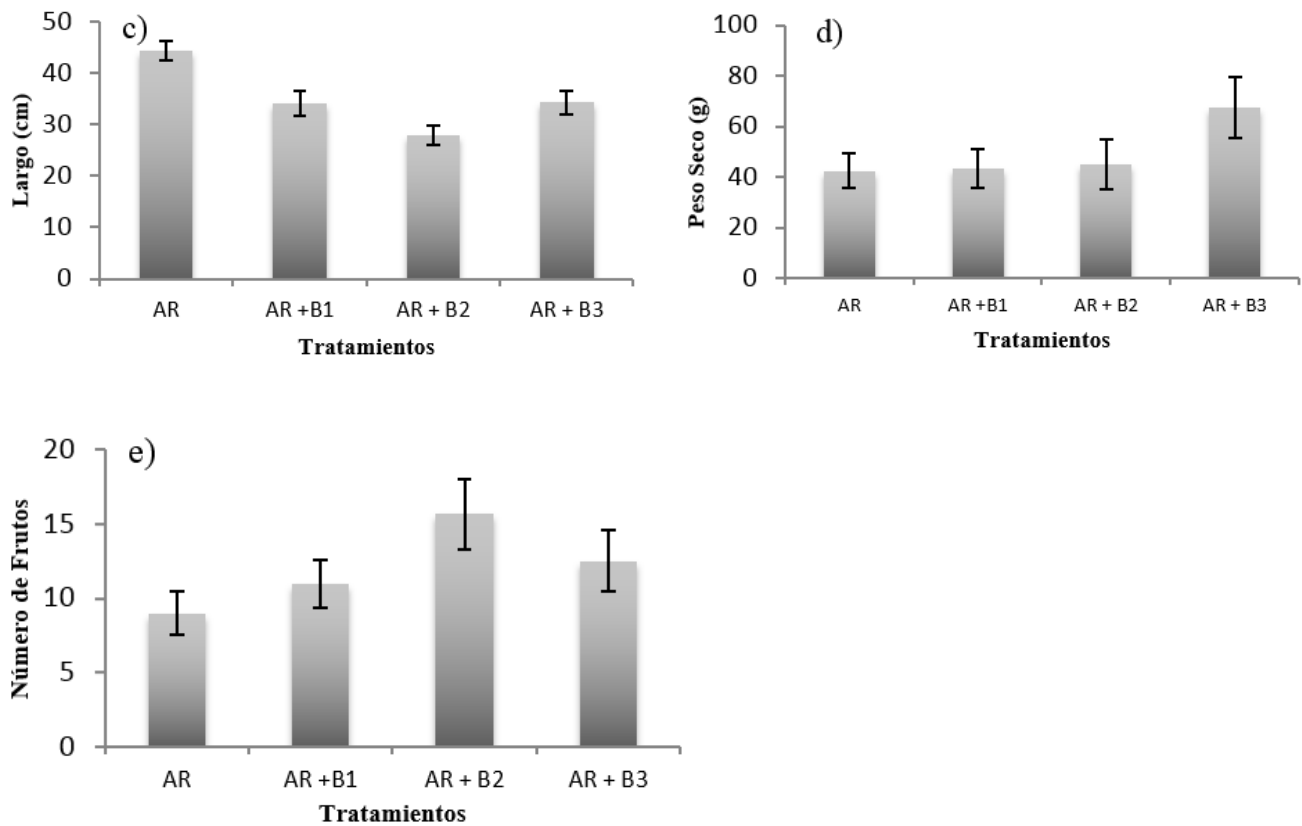 c)
50
40
30
20
10
0
Largo (cm)
AR AR +B1 AR + B2 AR + B3
Tratamientos
d)
100
80
60
40
20
0
Peso Seco (g)
AR AR +B1 AR + B2 AR + B3
Tratamientos
e)
20
15
10
5
0
Número de Frutos
AR AR +B1 AR + B2 AR + B3
Tratamientos